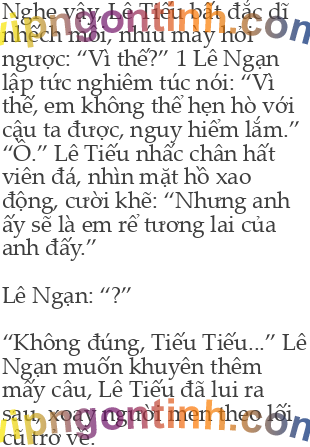 Nghe vậy, Lê Tiếu bất đắc dĩ
nhếch môi, nhíu mày hỏi
ngược: “Vì thế?” 1 Lê Ngạn
lập tức nghiêm túc nói: “Vì
thế, em không thể hẹn hò với
cậu ta được, nguy hiểm lắm.”
“Ồ.” Lê Tiếu nhấc chân hất
viên đá, nhìn mặt hồ xao
động, cười khẽ: “Nhưng anh
ấy sẽ là em rể tương lai của
anh đấy.”
Lê Ngạn: “?”
“Không đúng, Tiếu Tiếu...” Lê
Ngạn muốn khuyên thêm
mấy câu, Lê Tiếu đã lui ra
sau, xoay người men theo lối
cũ trở về.
vipngontinh.com
vipngontinh.com